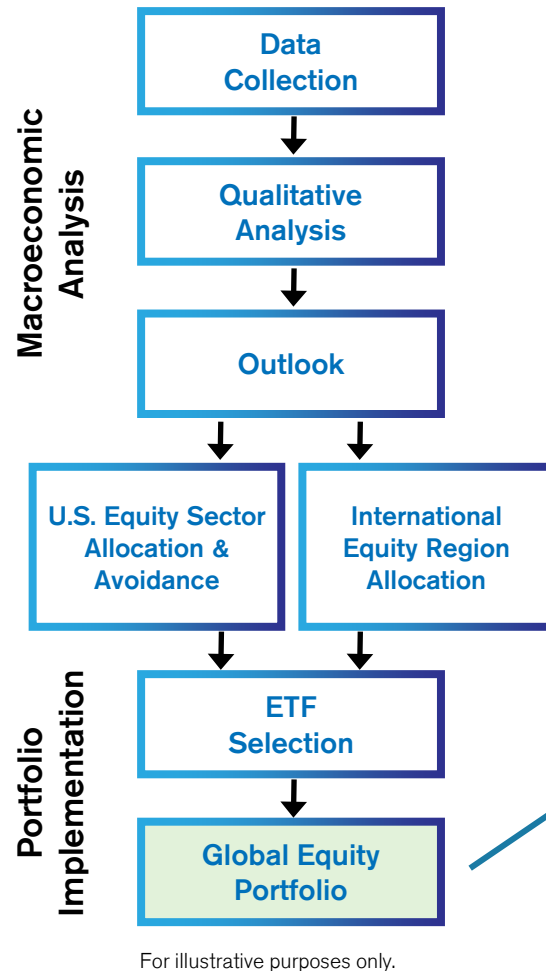 Macroeconomic
Analysis
Data
Collection
Qualitative
Analysis
Outlook
U.S. Equity Sector
Allocation &
Avoidance
International
Equity Region
Allocation
Portfolio
Implementation
ETF
Selection
Global Equity
Portfolio
For illustrative purposes only.